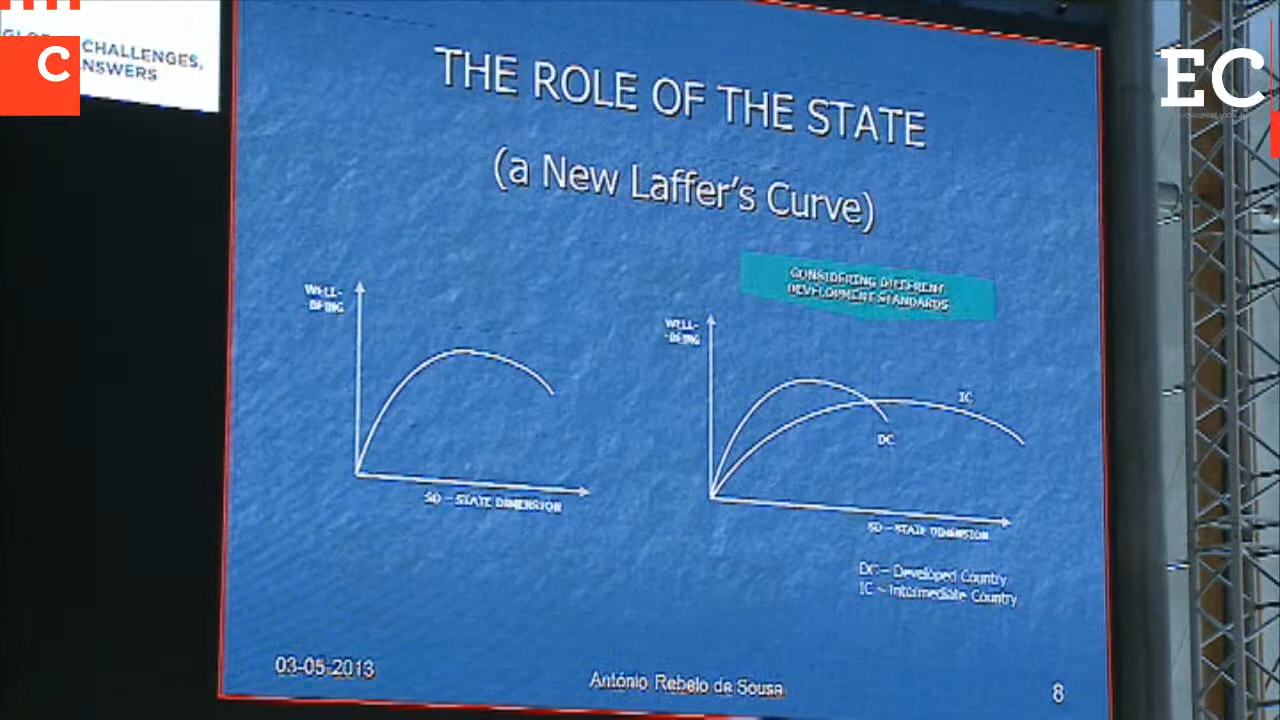 CHALLENGES,
C
EC
THE ROLE OF THE STATE
(a New Laffer's Curve)
CONSIDERING DIFFERENT
DEVELOPMENT STANDARDS
WELL-
BEING
SD – STATE DIMENSION
WELL-
-BEING
IC
DC
SD – STATE DIMENSION
DC – Developed Country
IC – Intermediate Country
03-05-2013
António Rebelo de Sousa
8